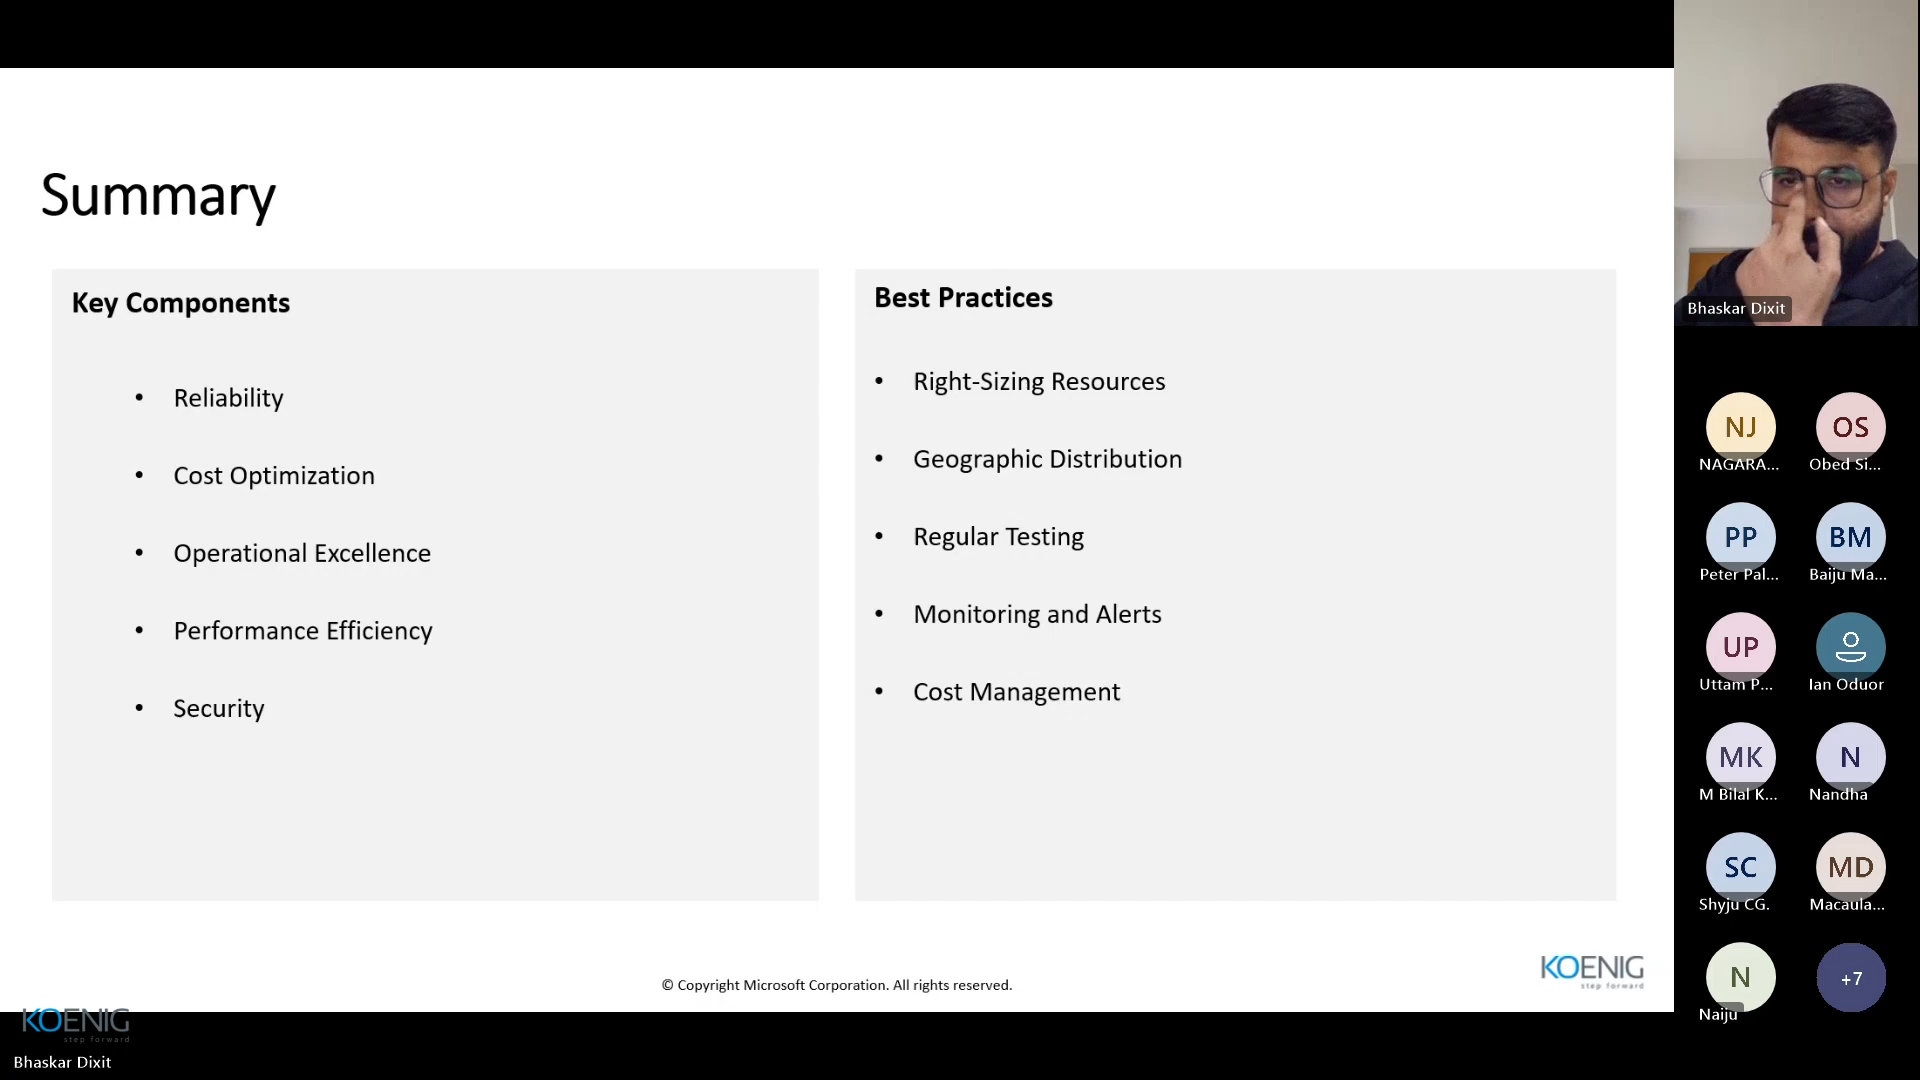 Summary
Key Components
• Reliability
• Cost Optimization
• Operational Excellence
• Performance Efficiency
• Security
Best Practices
• Right-Sizing Resources
• Geographic Distribution
• Regular Testing
• Monitoring and Alerts
• Cost Management
© Copyright Microsoft Corporation. All rights reserved.
KOENIG
step forward
KOENIG
step forward
Bhaskar Dixit
Bhaskar Dixit
NJ
NAGARA...
OS
Obed Si...
PP
Peter Pal...
BM
Baiju Ma...
UP
Uttam P...
Ian Oduor
MK
M Bilal K...
N
Nandha
SC
Shyju CG.
MD
Macaula...
N
Naiju
+7